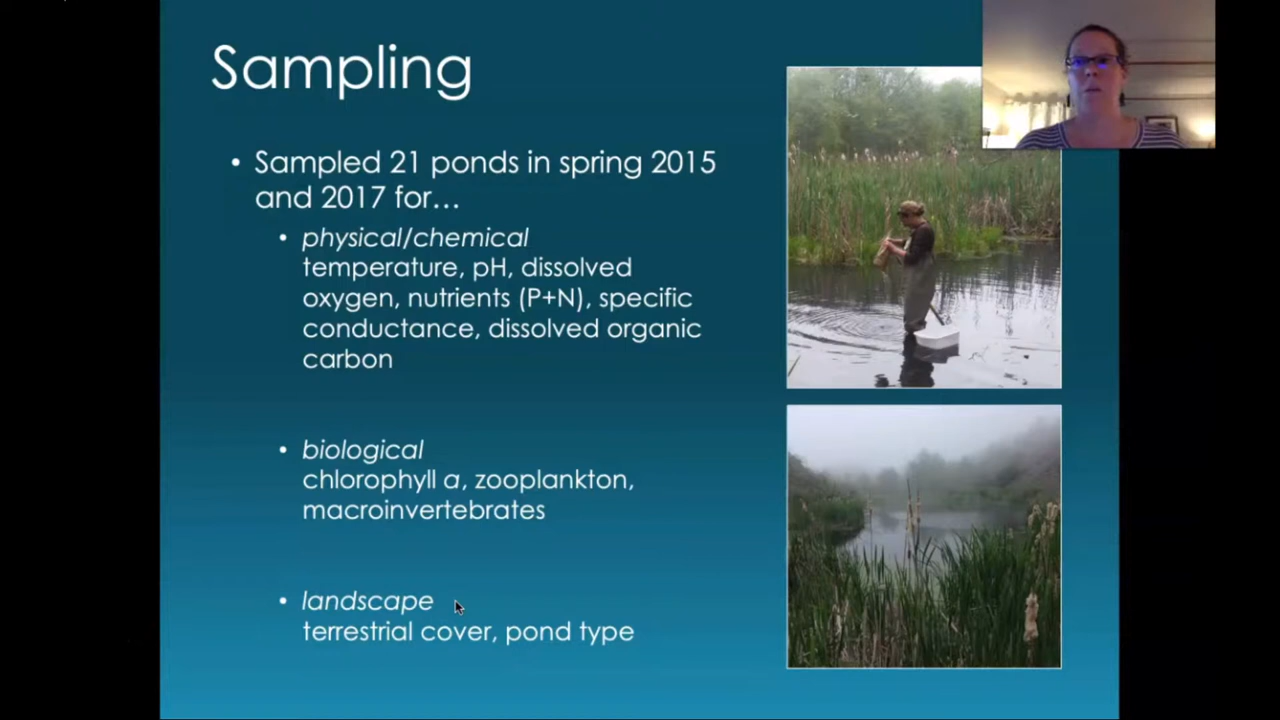 Sampling
• Sampled 21 ponds in spring 2015
and 2017 for…
• physical/chemical
temperature, pH, dissolved
oxygen, nutrients (P+N), specific
conductance, dissolved organic
carbon
• biological
chlorophyll a, zooplankton,
macroinvertebrates
• landscape
terrestrial cover, pond type